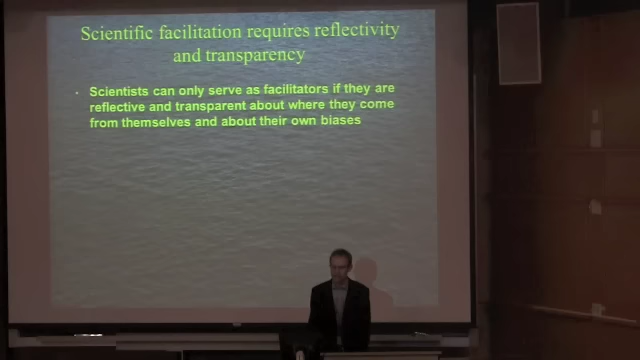 Scientific facilitation requires reflectivity
and transparency
• Scientists can only serve as facilitators if they are
reflective and transparent about where they come
from themselves and about their own biases